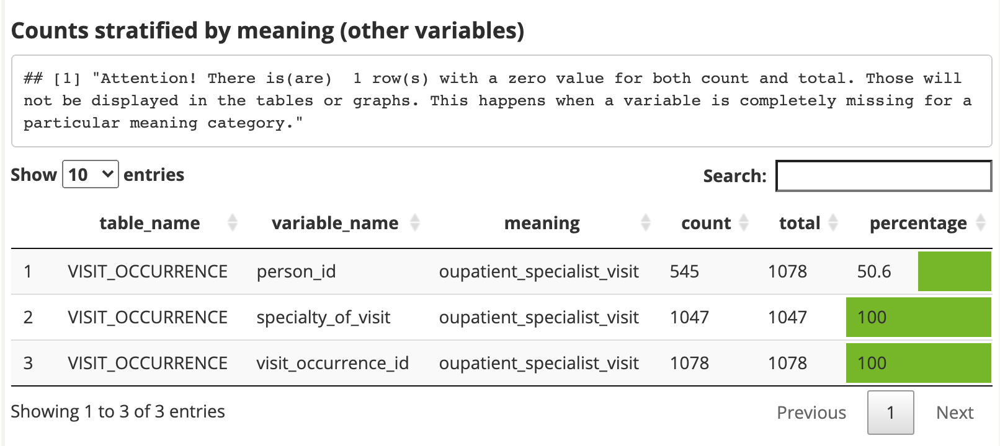 Counts stratified by meaning (other variables)
## [1] "Attention! There is(are)  1 row(s) with a zero value for both count and total. Those will
not be displayed in the tables or graphs. This happens when a variable is completely missing for a
particular meaning category."
Show 10 entries Search:
table_name variable_name meaning count total percentage
1 VISIT_OCCURRENCE person_id oupatient_specialist_visit 545 1078 50.6
2 VISIT_OCCURRENCE specialty_of_visit oupatient_specialist_visit 1047 1047 100
3 VISIT_OCCURRENCE visit_occurrence_id oupatient_specialist_visit 1078 1078 100
Showing 1 to 3 of 3 entries Previous 1 Next